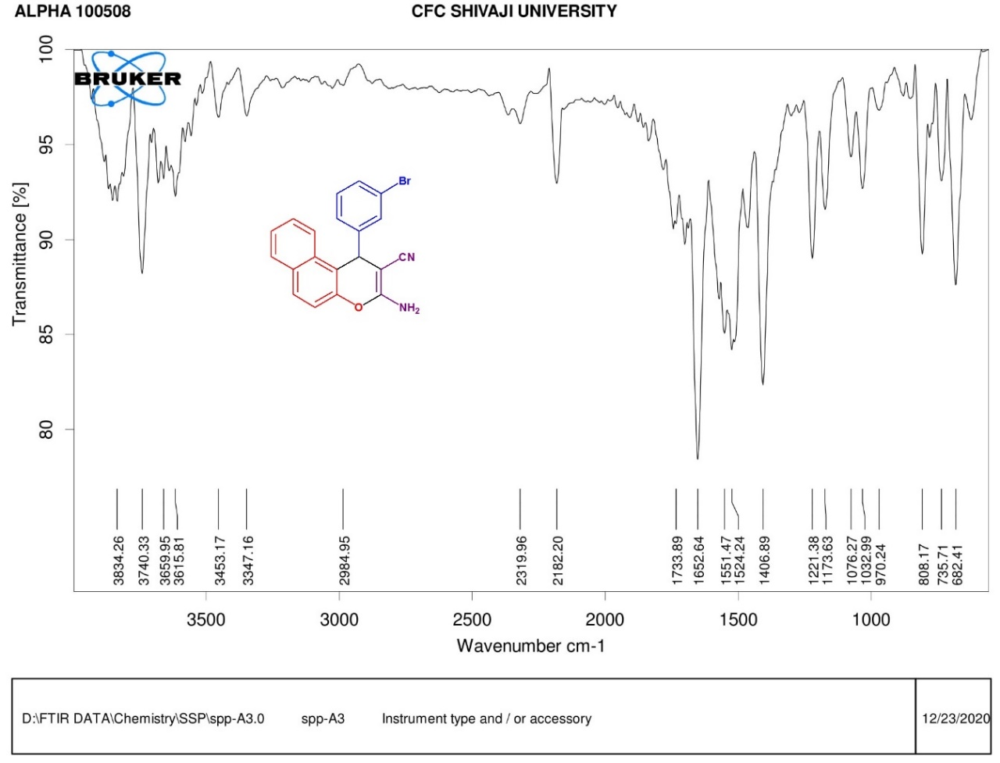 ALPHA 100508 CFC SHIVAJI UNIVERSITY
BRUKER
Transmittance [%]
100
95
90
85
80
Br
CN
O
NH2
3834.26
3740.33
3659.95
3615.81
3453.17
3347.16
2984.95
2319.96
2182.20
1733.89
1652.64
1551.47
1524.24
1406.89
1221.38
1173.63
1076.27
1032.99
970.24
808.17
735.71
682.41
3500 3000 2500 2000 1500 1000
Wavenumber cm-1
D:\FTIR DATA\Chemistry\SSP\spp-A3.0 spp-A3 Instrument type and / or accessory 12/23/2020